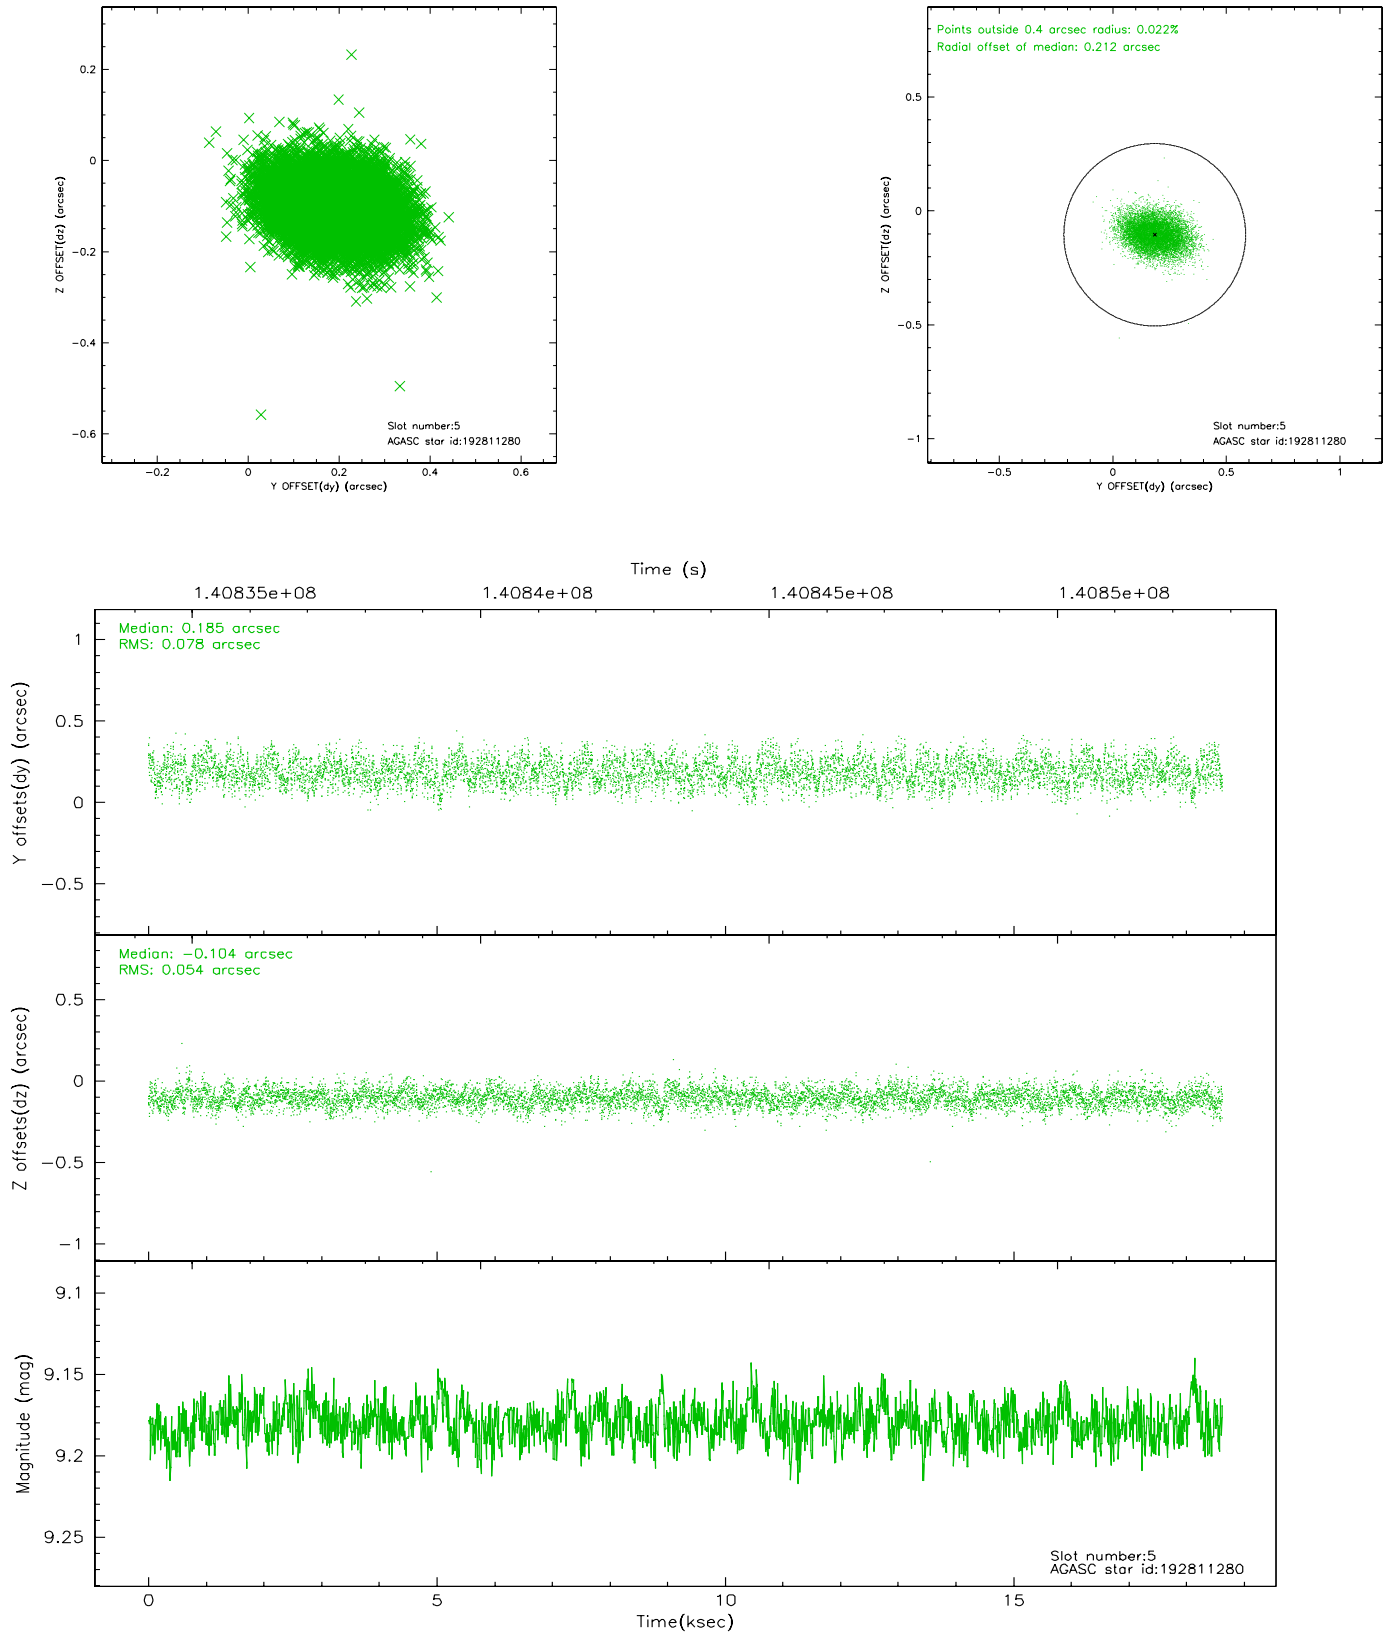 0.2
0
−0.2
−0.4
−0.6
Z OFFSET(dz) (arcsec)
Slot number:5
AGASC star id:192811280
−0.2 0 0.2 0.4 0.6
Y OFFSET(dy) (arcsec)
Points outside 0.4 arcsec radius: 0.022%
Radial offset of median: 0.212 arcsec
0.5
0
−0.5
−1
Z OFFSET(dz) (arcsec)
Slot number:5
AGASC star id:192811280
−0.5 0 0.5 1
Y OFFSET(dy) (arcsec)
Time (s)
1.40835e+08 1.4084e+08 1.40845e+08 1.4085e+08
Median: 0.185 arcsec
RMS: 0.078 arcsec
1
0.5
0
−0.5
Y offsets(dy) (arcsec)
Median: −0.104 arcsec
RMS: 0.054 arcsec
0.5
0
−0.5
−1
Z offsets(dz) (arcsec)
9.1
9.15
9.2
9.25
Magnitude (mag)
Slot number:5
AGASC star id:192811280
0 5 10 15
Time(ksec)